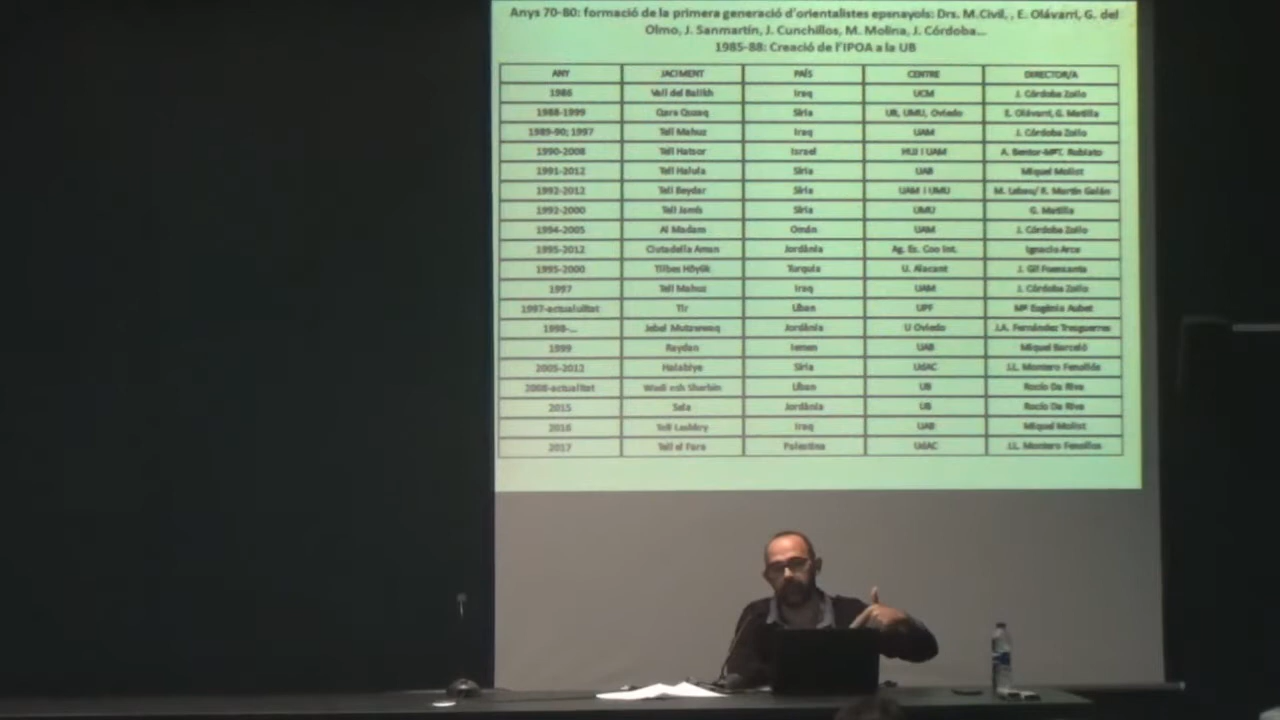 Anys 70-80: formació de la primera generació d'orientalistes epsnayols: Drs. M.Civil, , E. Olávarri, G. del
Olmo, J. Sanmartín, J. Cunchillos, M. Molina, J. Córdoba...
1985-88: Creació de l'IPOA a la UB
ANY JACIMENT PAÍS CENTRE DIRECTOR/A
1986 Vall del Balikh Iraq UCM J. Córdoba Zoilo
1988-1999 Qara Quzaq Síria UB, UMU, Oviedo E. Olávarri, G. Matilla
1989-90; 1997 Tell Mahuz Iraq UAM J. Córdoba Zoilo
1990-2008 Tell Hatsor Israel HUJ I UAM A. Bentor-MªT. Rubiato
1991-2012 Tell Halula Síria UAB Miquel Molist
1992-2012 Tell Beydar Síria UAM I UMU M. Lebeu/ R. Martín Galán
1992-2000 Tell Jamis Síria UMU G. Matilla
1994-2005 Al Madam Omán UAM J. Córdoba Zoilo
1995-2012 Ciutadella Aman Jordània Ag. Es. Coo Int. Ignacio Arce
1995-2000 Tilbes Höyük Turquia U. Alacant J. Gil Fuensanta
1997 Tell Mahuz Iraq UAM J. Córdoba Zoilo
1997-actualuitat Tir Líban UPF Mª Eugènia Aubet
1998-... Jebel Mutawwaq Jordània U Oviedo J.A. Fernández Tresguerres
1999 Raydan Iemen UAB Miquel Barceló
2005-2012 Halabiye Síria UdAC J.L. Montero Fenollós
2008-actualitat Wadi esh Sharbin Líban UB Rocío Da Riva
2015 Sela Jordània UB Rocío Da Riva
2016 Tell Iraq UAB Miquel Molist
2017 Tell el Fara Palestina UdAC J.L. Montero Fenollos